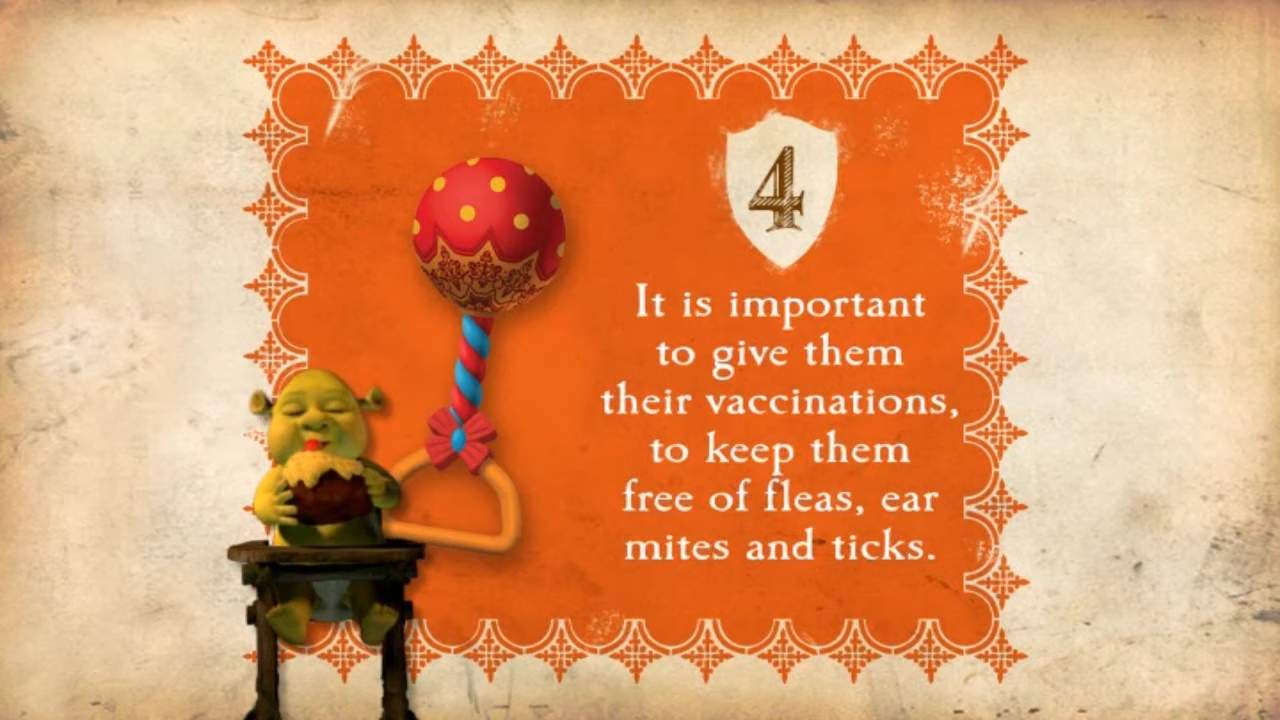 4
It is important
to give them
their vaccinations,
to keep them
free of fleas, ear
mites and ticks.